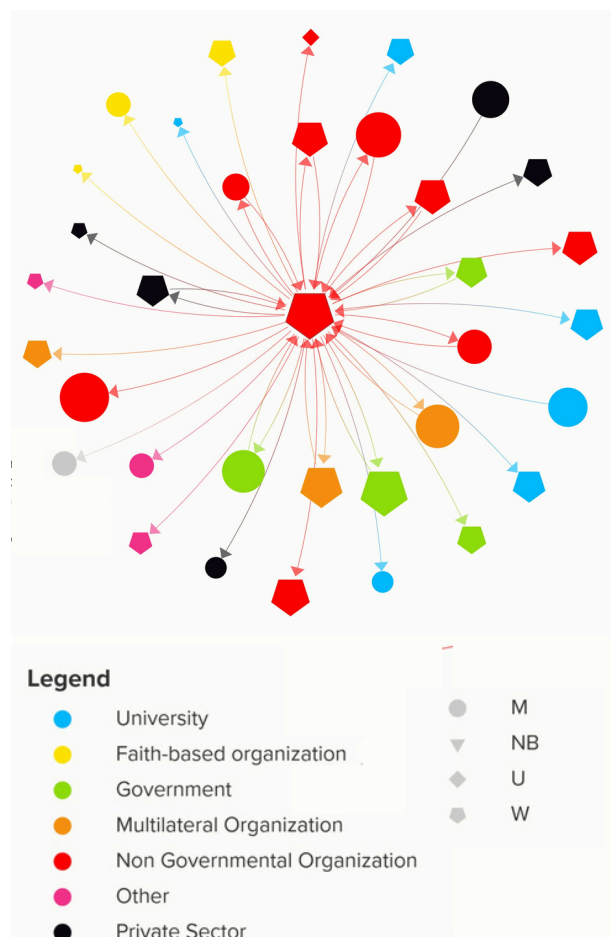 Legend
University
Faith-based organization
Government
Multilateral Organization
Non Governmental Organization
Other
Private Sector
M
NB
U
W